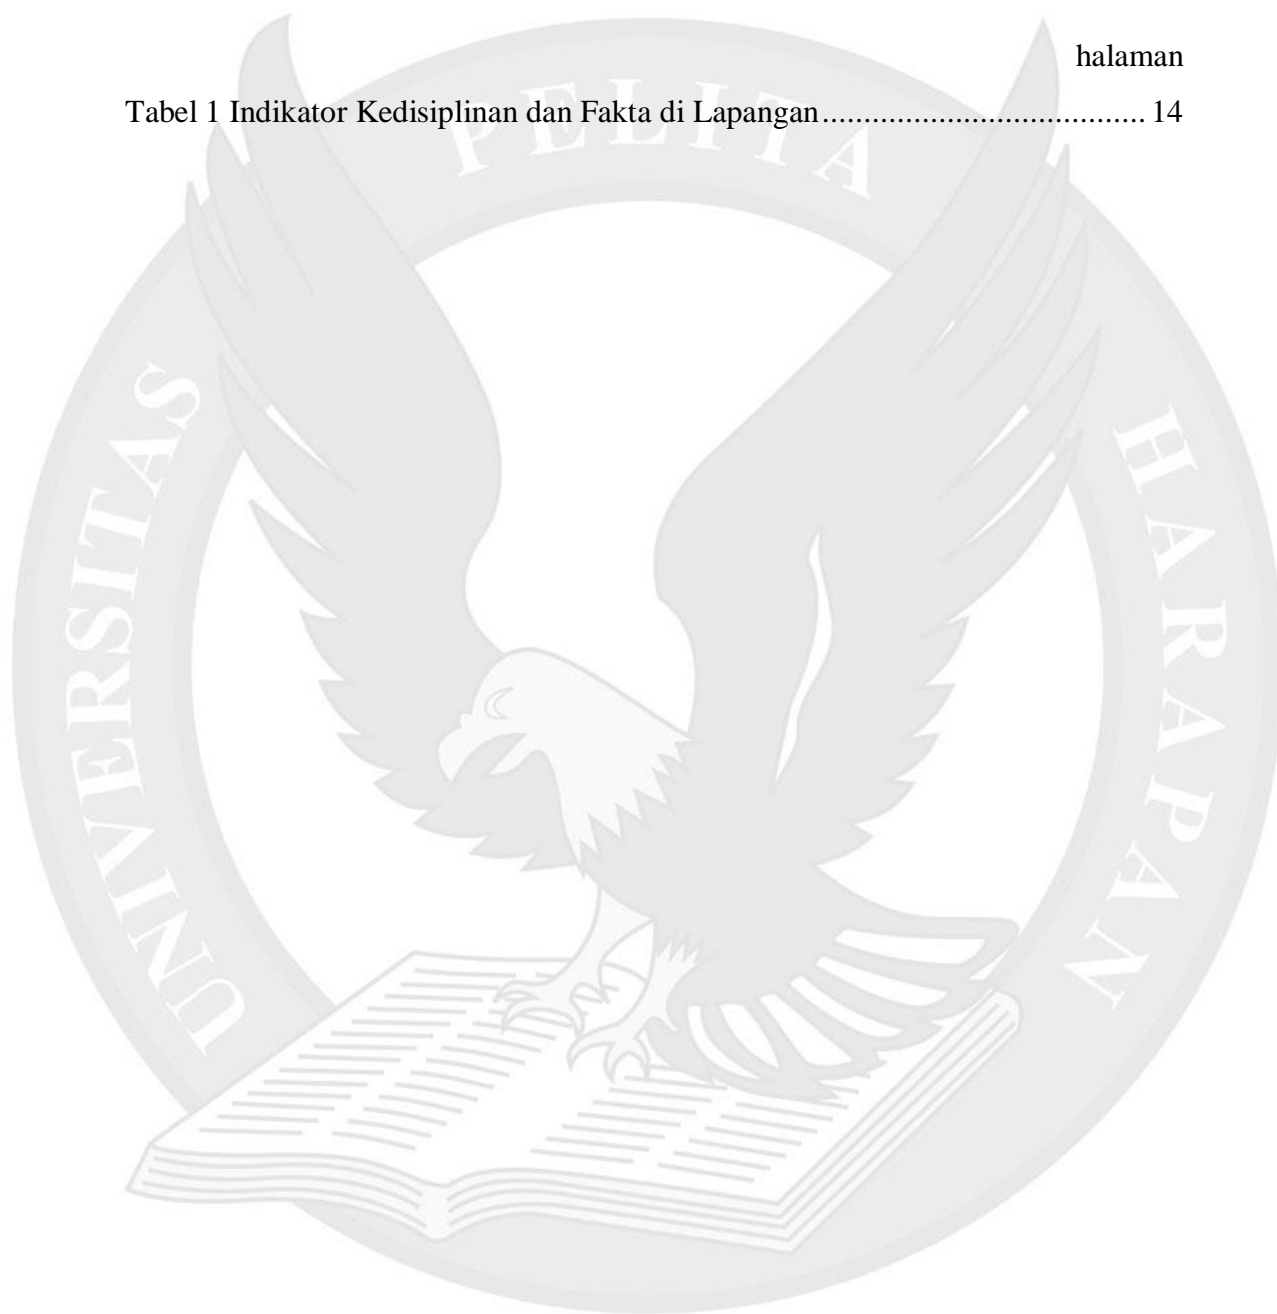 halaman
Tabel 1 Indikator Kedisiplinan dan Fakta di Lapangan.................................... 14
UNIVERSITAS PELITA HARAPAN